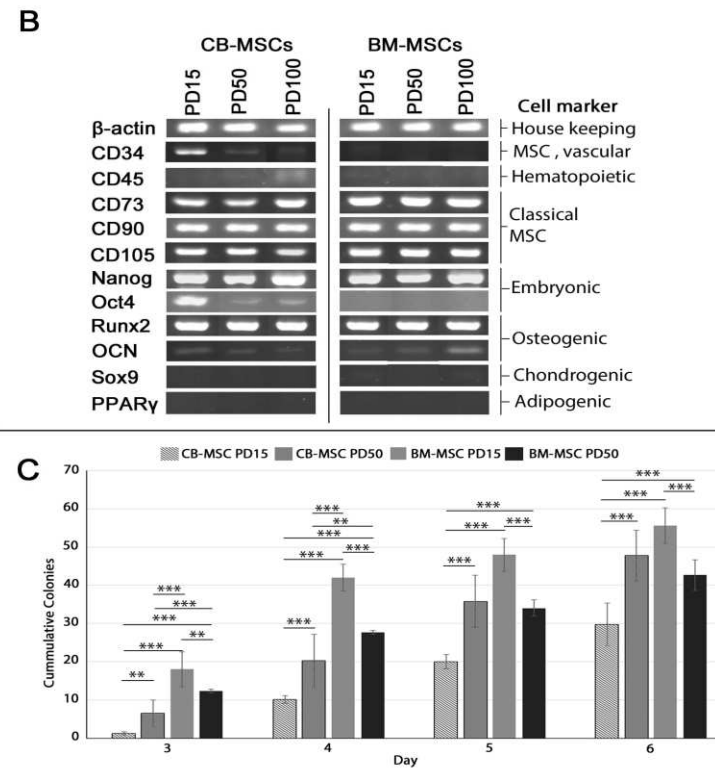 B
CB-MSCs BM-MSCs
PD15 PD50 PD100 PD15 PD50 PD100
Cell marker
β-actin House keeping
CD34 MSC , vascular
CD45 Hematopoietic
CD73
CD90 Classical
MSC
CD105
Nanog
Embryonic
Oct4
Runx2
Osteogenic
OCN
Sox9 Chondrogenic
PPARγ Adipogenic
C
CB-MSC PD15 CB-MSC PD50 BM-MSC PD15 BM-MSC PD50
Cummulative Colonies
70
60
50
40
30
20
10
0
** *** *** *** *** **
*** *** *** ** *** ***
*** *** *** ***
*** *** *** ***
3 4 5 6
Day